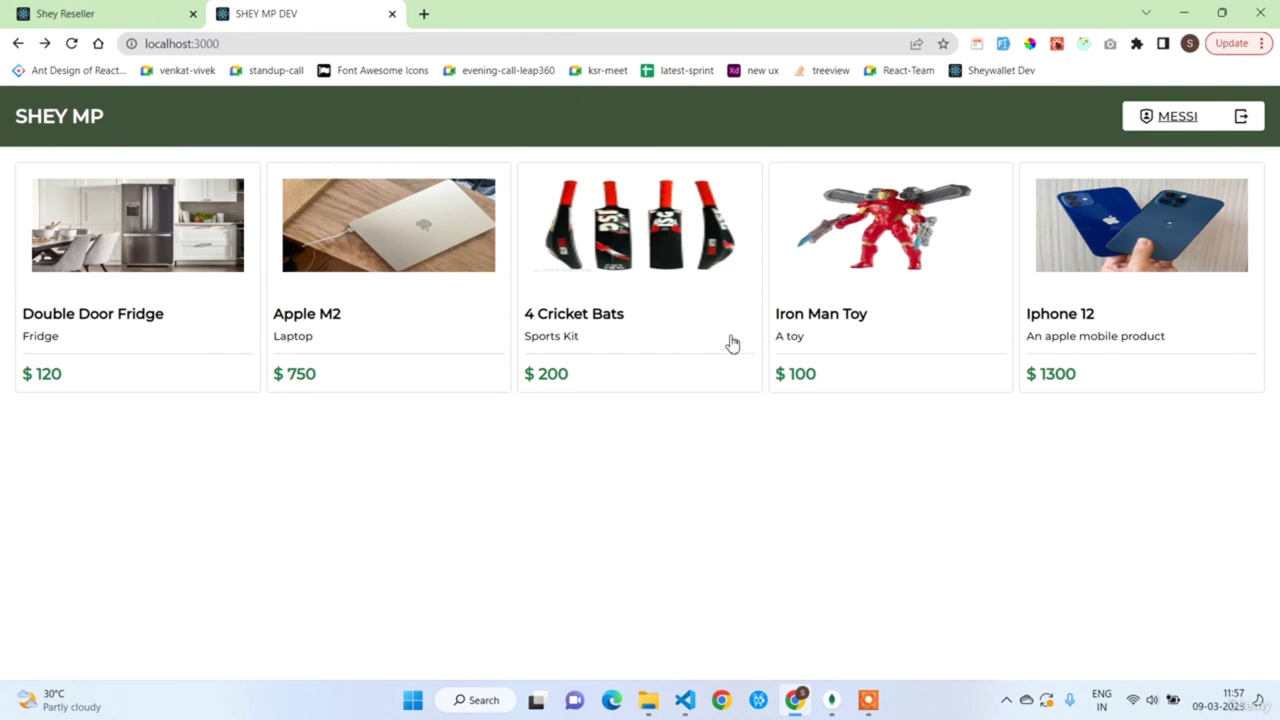 Shey Reseller
SHEY MP DEV
localhost:3000
Update
Ant Design of React...
venkat-vivek
standup-call
Font Awesome Icons
evening-call-leap360
ksr-meet
latest-sprint
Xd new ux
treeview
React-Team
Sheywallet Dev
SHEY MP
MESSI
Double Door Fridge
Fridge
$ 120
Apple M2
Laptop
$ 750
4 Cricket Bats
Sports Kit
$ 200
Iron Man Toy
A toy
$ 100
Iphone 12
An apple mobile product
$ 1300
30°C
Partly cloudy
Search
ENG
IN
11:57
09-03-2023